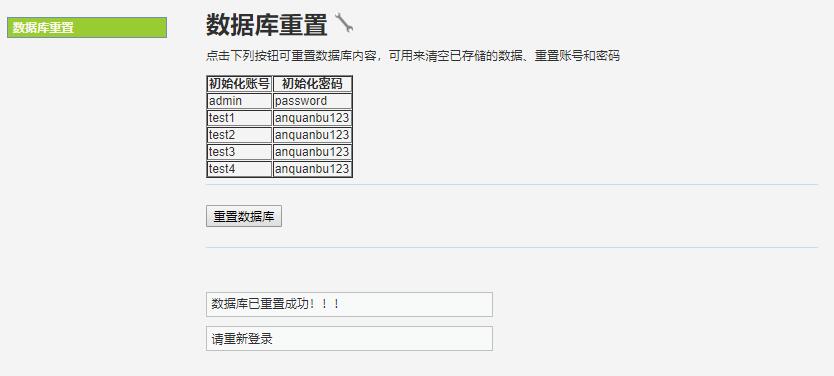 数据库重置
数据库重置
点击下列按钮可重置数据库内容，可用来清空已存储的数据、重置账号和密码
初始化账号 初始化密码
admin password
test1 anquanbu123
test2 anquanbu123
test3 anquanbu123
test4 anquanbu123
重置数据库
数据库已重置成功！！！
请重新登录